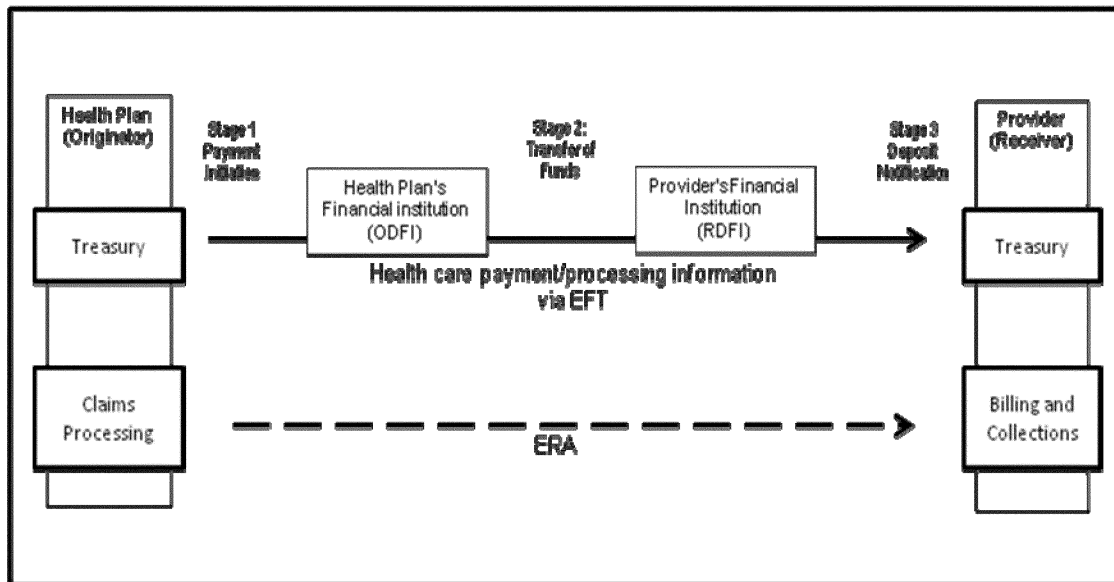 Health Plan
(Originator)
Stage 1
Payment
Initiation
Stage 2:
Transfer of
Funds
Stage 3
Deposit
Notification
Provider
(Receiver)
Health Plan's
Financial institution
(ODFI)
Provider's Financial
Institution
(RDFI)
Treasury
Treasury
Health care payment/processing information
via EFT
Claims
Processing
ERA
Billing and
Collections